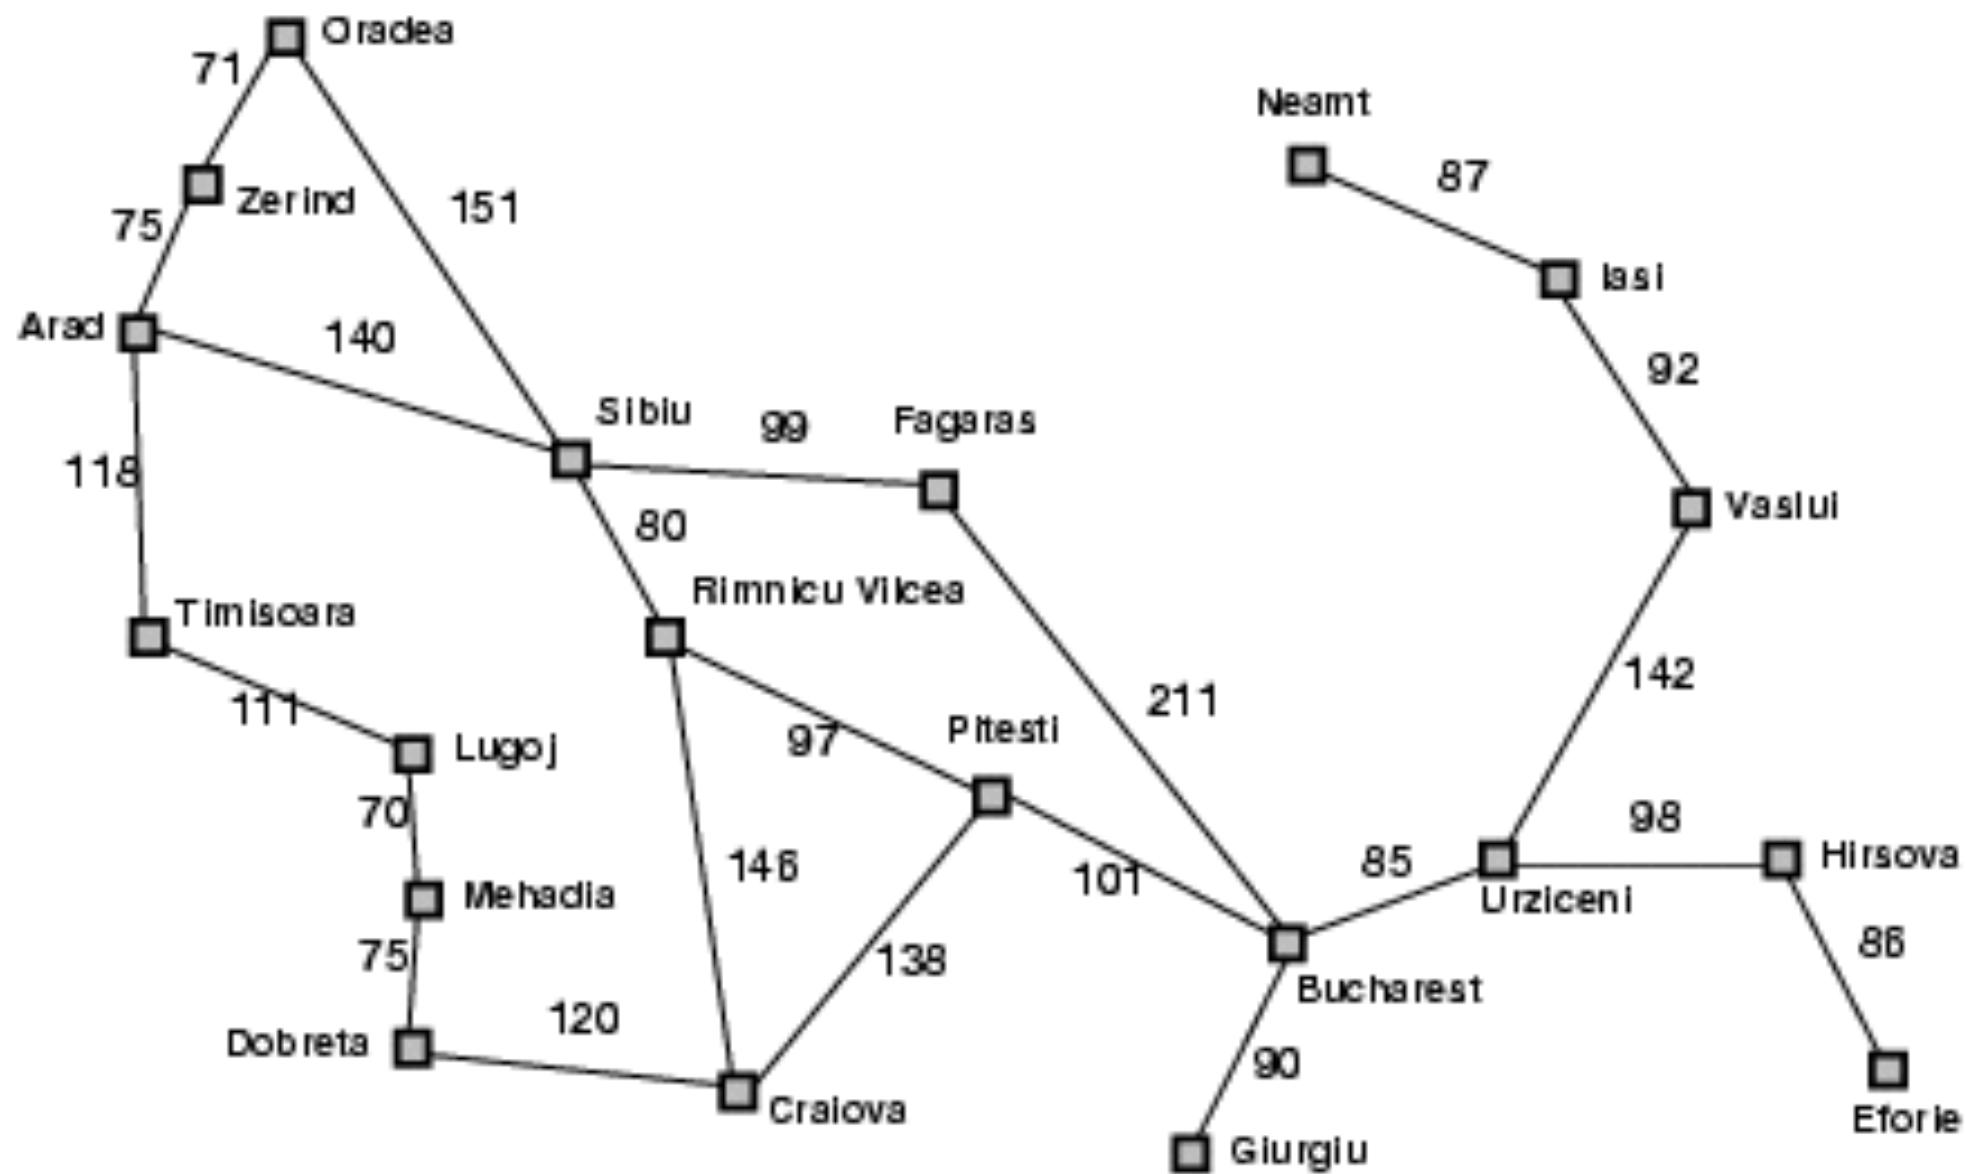 Oradea
71
Neamt
87
Zerind
151
75
Iasi
Arad
140
92
Sibiu
99
Fagaras
118
80
Vaslui
Timisoara
Rimnicu Vilcea
142
211
111
97
Pitesti
Lugoj
70
98
146
101
85
Hirsova
Mehadia
Urziceni
75
138
86
Bucharest
120
Dobreta
90
Craiova
Eforie
Giurgiu